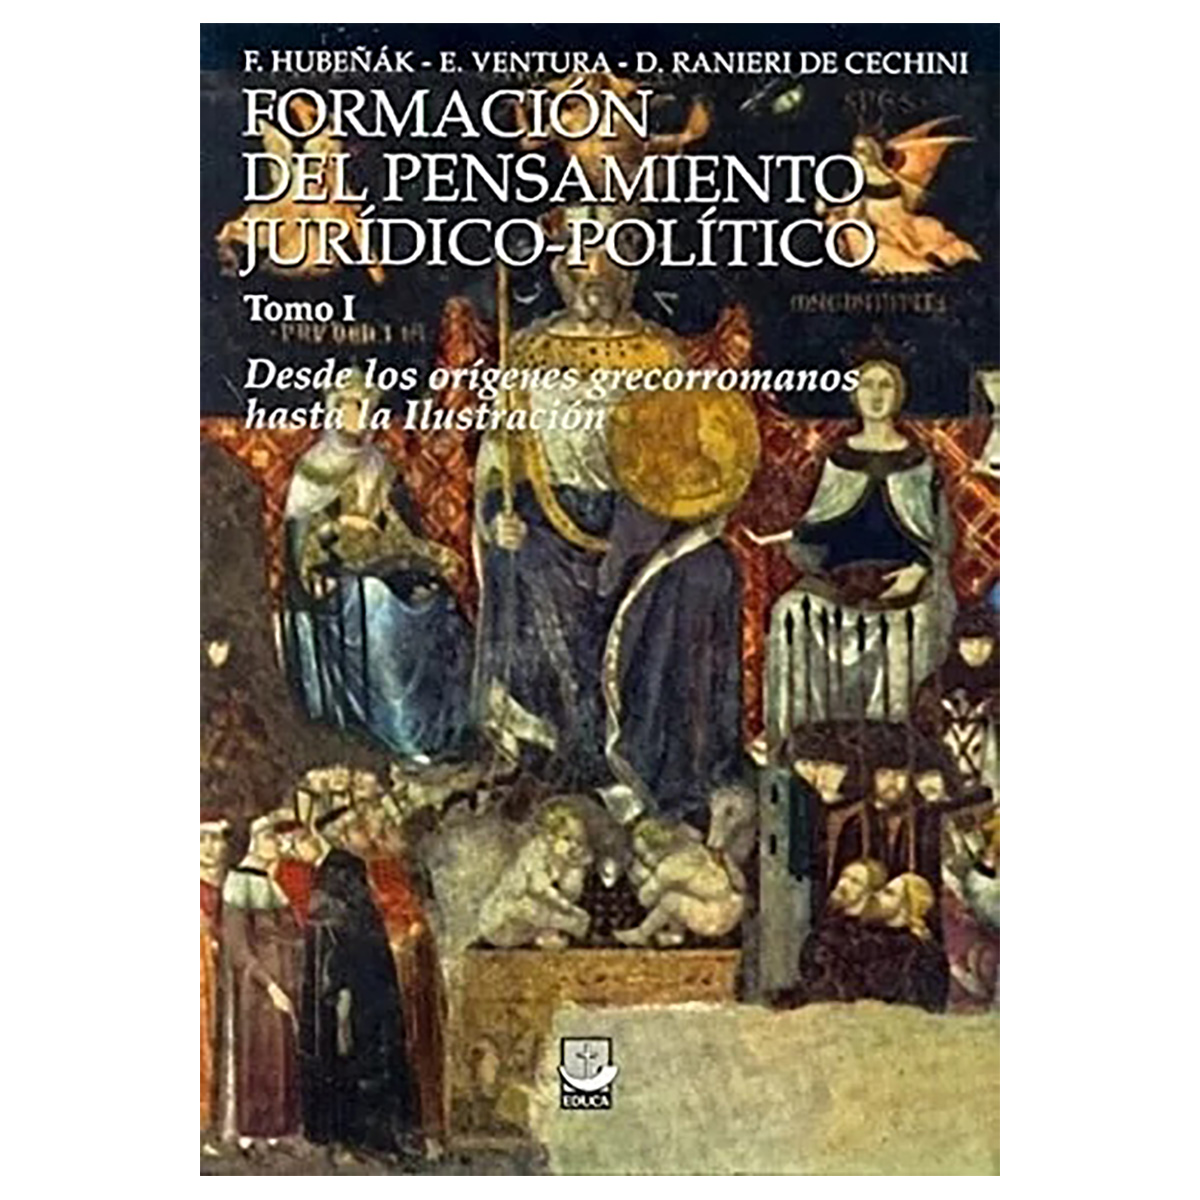 F. HUBEÑÁK - E. VENTURA - D. RANIERI DE CECHINI
FORMACIÓN
DEL PENSAMIENTO
JURÍDICO-POLÍTICO
Tomo I
Desde los orígenes grecorromanos
hasta la Ilustración
EDUCA